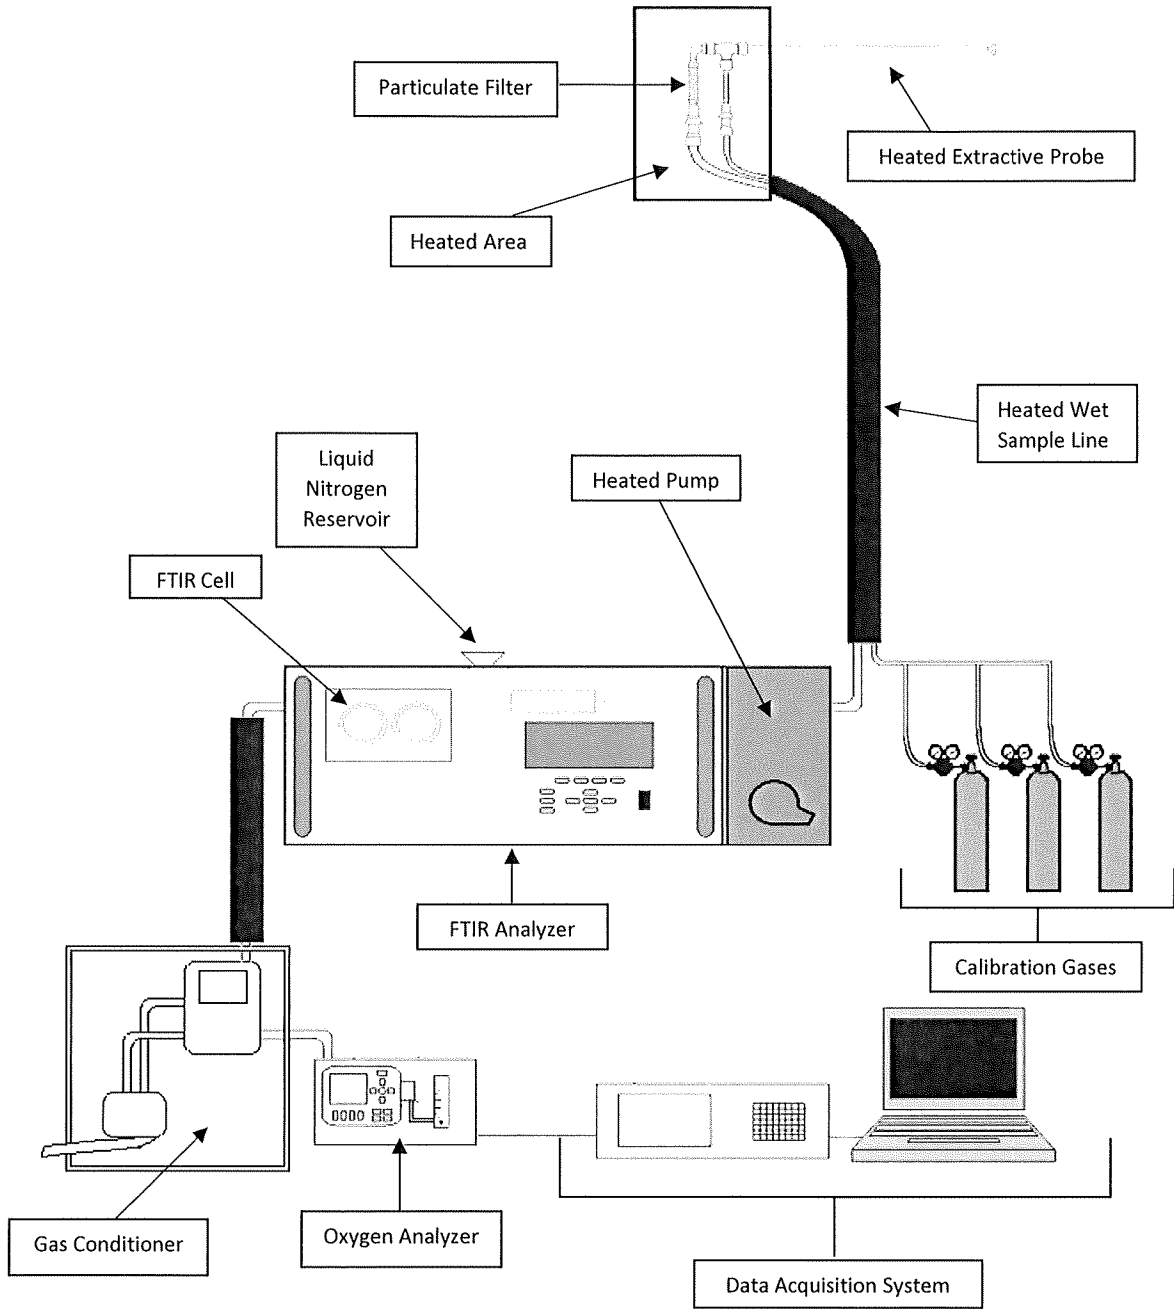 Particulate Filter
Heated Extractive Probe
Heated Area
Heated Wet
Sample Line
Liquid
Nitrogen
Reservoir
Heated Pump
FTIR Cell
FTIR Analyzer
Calibration Gases
Gas Conditioner
Oxygen Analyzer
Data Acquisition System